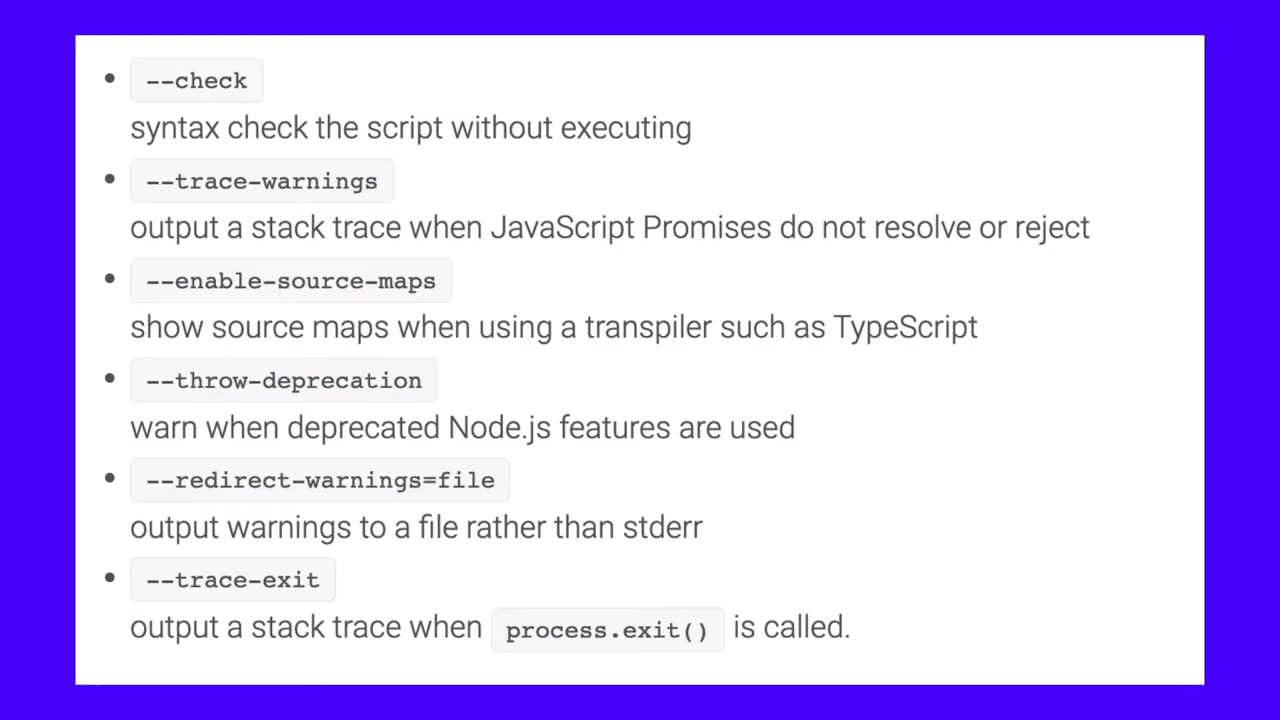 --check
syntax check the script without executing
--trace-warnings
output a stack trace when JavaScript Promises do not resolve or reject
--enable-source-maps
show source maps when using a transpiler such as TypeScript
--throw-deprecation
warn when deprecated Node.js features are used
--redirect-warnings=file
output warnings to a file rather than stderr
--trace-exit
output a stack trace when process.exit() is called.